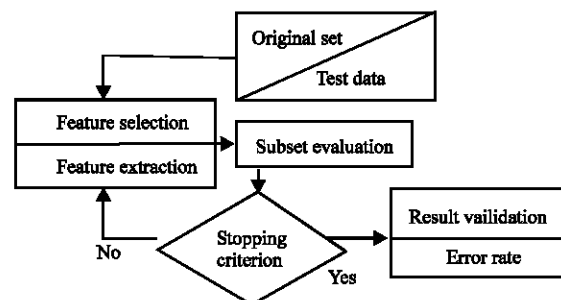 Original set
Test data
Feature selection
Feature extraction
Subset evaluation
Stopping
criterion
No
Yes
Result vailidation
Error rate